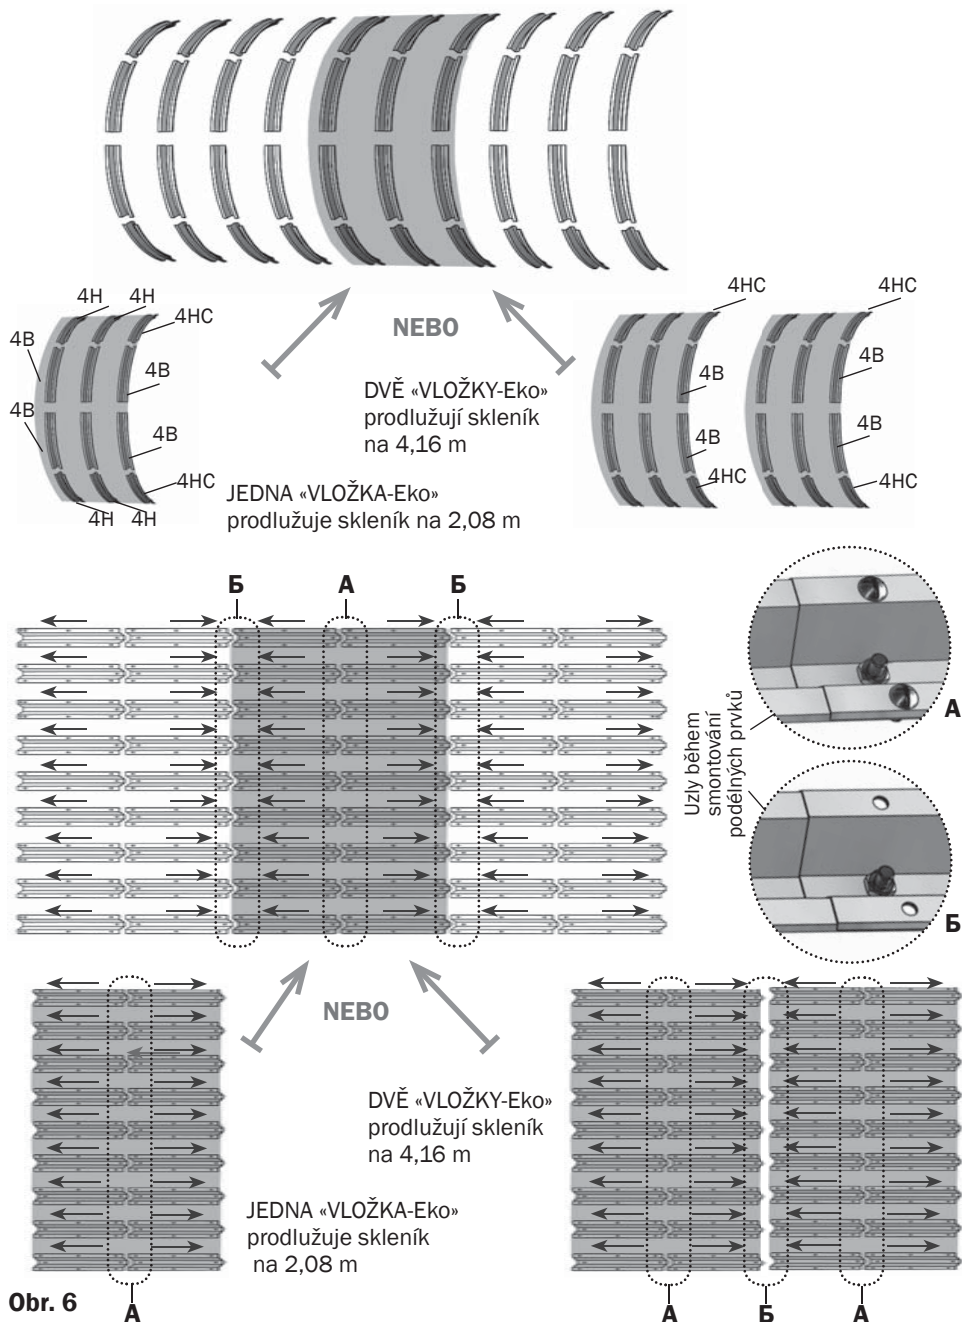 4H
4H
4HC
4B
4B
4B
4B
4HC
4H
4H
NEBO
DVĚ «VLOŽKY-Eko»
prodlužují skleník
na 4,16 m
JEDNA «VLOŽKA-Eko»
prodlužuje skleník na 2,08 m
4HC
4B
4B
4HC
4HC
4B
4B
4HC
Б
А
Б
А
Uzly během
smontování
podélných prvků
Б
NEBO
DVĚ «VLOŽKY-Eko»
prodlužují skleník
na 4,16 m
JEDNA «VLOŽKA-Eko»
prodlužuje skleník
na 2,08 m
Obr. 6
А
А
Б
А